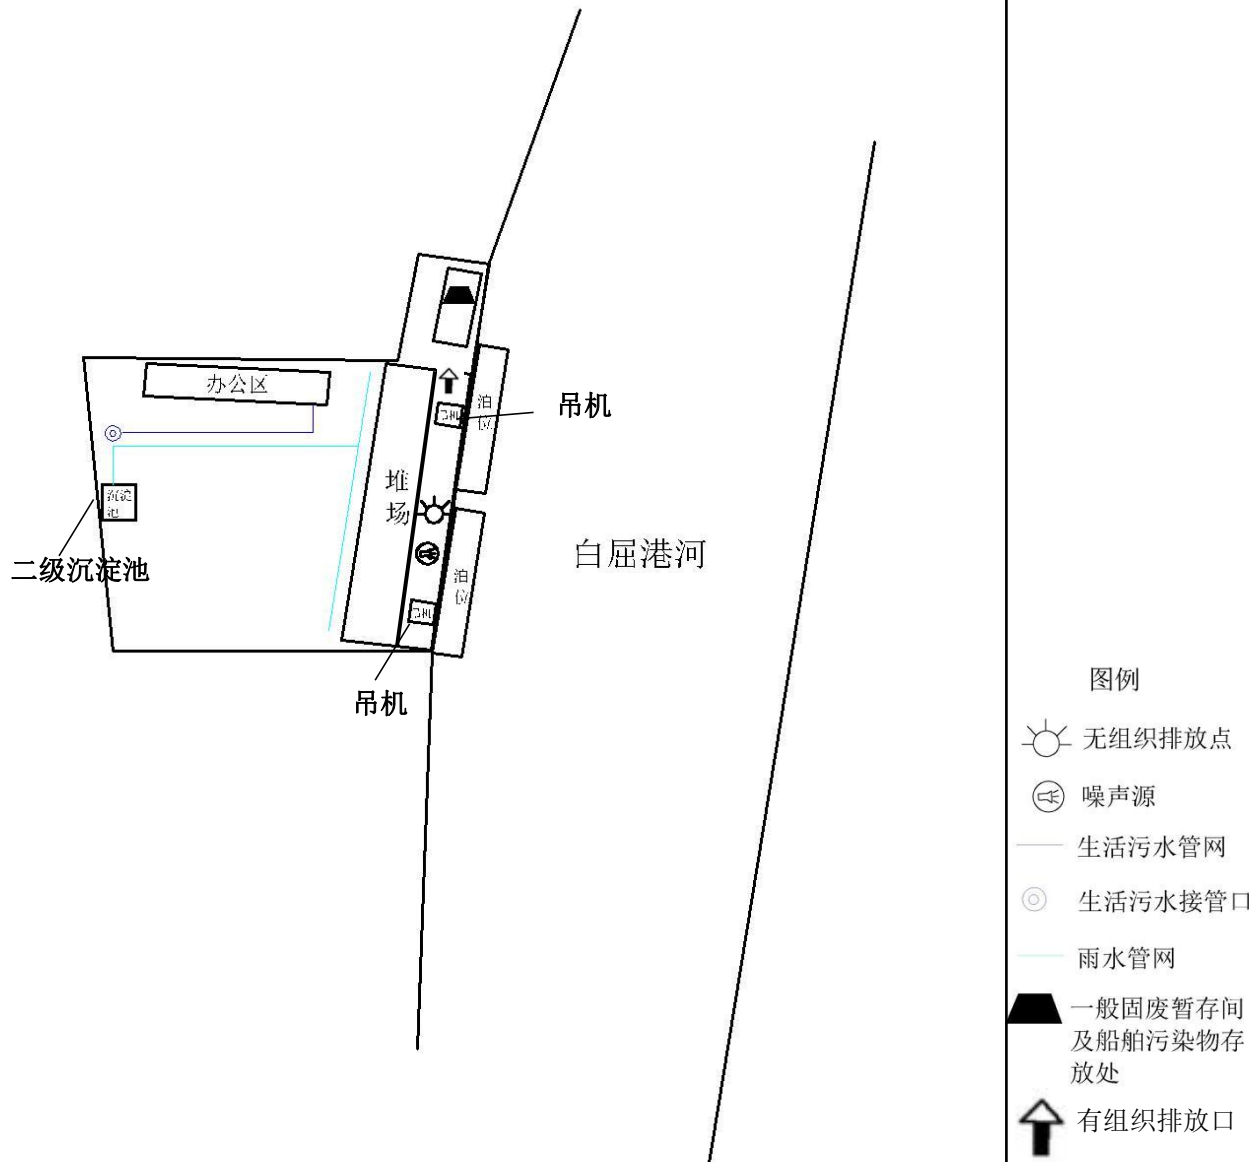 办公区
泊
位
吊机
堆
场
沉淀
池
二级沉淀池
白屈港河
泊
位
吊机
图例
无组织排放点
噪声源
生活污水管网
生活污水接管口
雨水管网
一般固废暂存间
及船舶污染物存
放处
有组织排放口